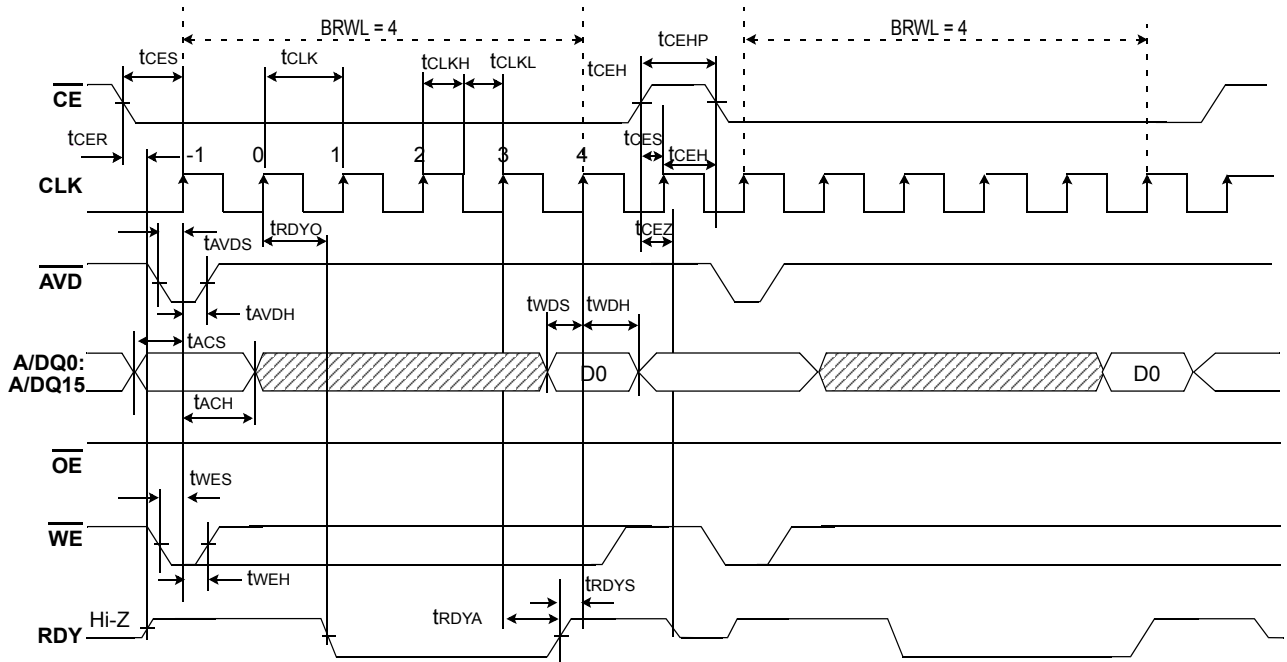 BRWL = 4
BRWL = 4
tCES
tCLK
tCLKH
tCLKL
tCEH
tCEHP
CE
tCER
tCES
tCEH
-1
0
1
2
3
4
CLK
tAVDS
tRDYO
tCEZ
AVD
tAVDH
tWDS
tWDH
tACS
A/DQ0:
A/DQ15
D0
D0
tACH
OE
tWES
WE
tWEH
tRDYS
tRDYA
Hi-Z
RDY